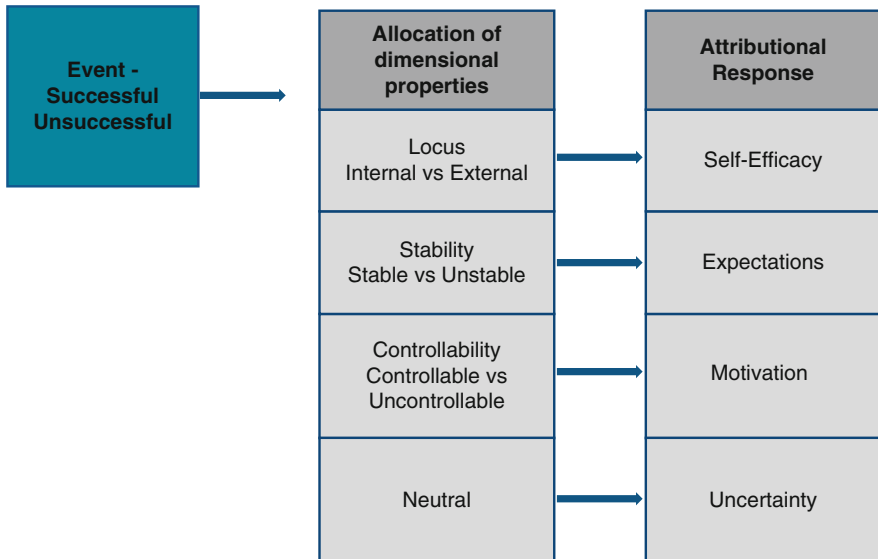 Event -
Successful
Unsuccessful
Allocation of
dimensional
properties
Attributional
Response
Locus
Internal vs External
Self-Efficacy
Stability
Stable vs Unstable
Expectations
Controllability
Controllable vs
Uncontrollable
Motivation
Neutral
Uncertainty